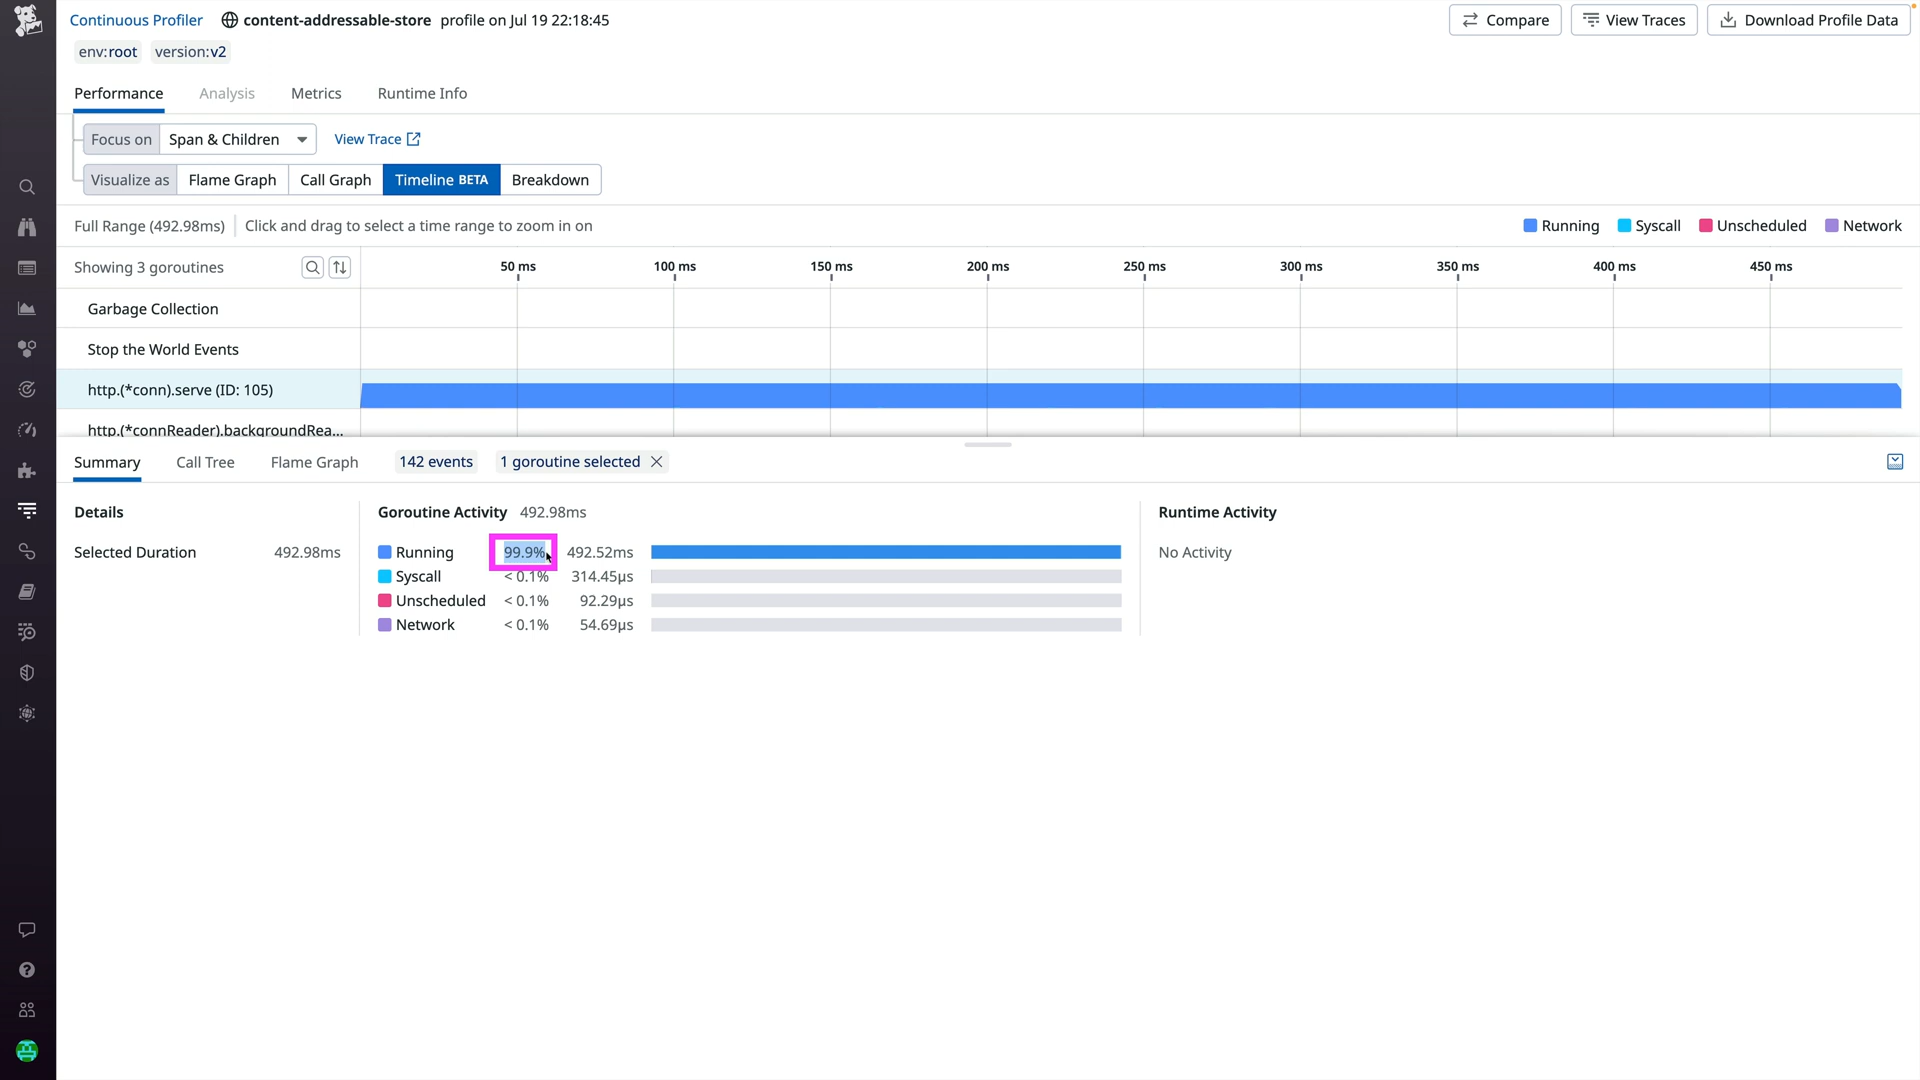 Continuous Profiler content-addressable-store profile on Jul 19 22:18:45 Compare View Traces Download Profile Data
env:root version:v2
Performance Analysis Metrics Runtime Info
Focus on Span & Children View Trace
Visualize as Flame Graph Call Graph Timeline BETA Breakdown
Full Range (492.98ms) Click and drag to select a time range to zoom in on Running Syscall Unscheduled Network
Showing 3 goroutines 50 ms 100 ms 150 ms 200 ms 250 ms 300 ms 350 ms 400 ms 450 ms
Garbage Collection
Stop the World Events
http.(*conn).serve (ID: 105)
http.(*connReader).backgroundRea...
Summary Call Tree Flame Graph 142 events 1 goroutine selected
Details Goroutine Activity 492.98ms Runtime Activity
Selected Duration 492.98ms Running 99.9% 492.52ms No Activity
Syscall < 0.1% 314.45µs
Unscheduled < 0.1% 92.29µs
Network < 0.1% 54.69µs